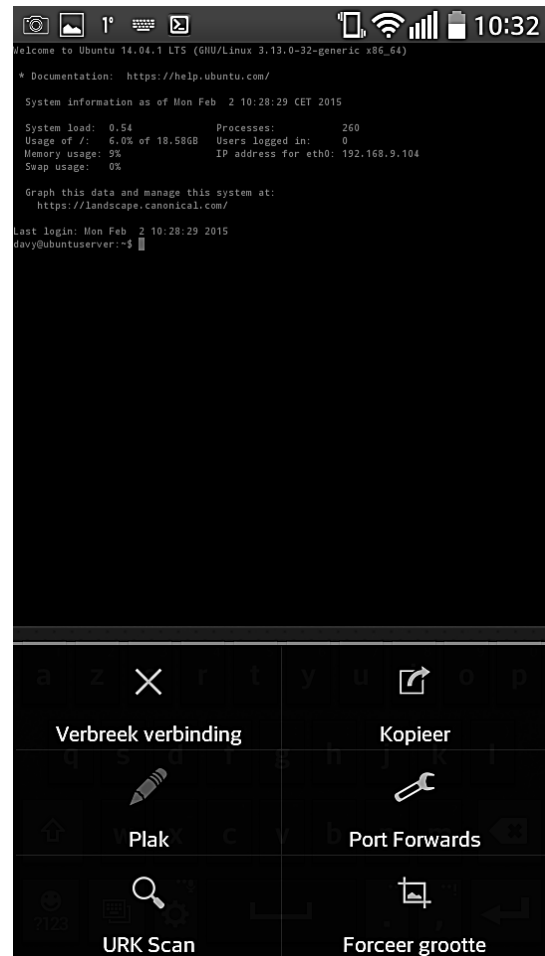 1° 10:32
Welcome to Ubuntu 14.04.1 LTS (GNU/Linux 3.13.0-32-generic x86_64)
* Documentation: https://help.ubuntu.com/
System information as of Mon Feb 2 10:28:29 CET 2015
System load: 0.54 Processes: 260
Usage of /: 6.0% of 18.58GB Users logged in: 0
Memory usage: 9% IP address for eth0: 192.168.9.104
Swap usage: 0%
Graph this data and manage this system at:
https://landscape.canonical.com/
Last login: Mon Feb 2 10:28:29 2015
davy@ubuntuserver:~$
a z r t y u o p
Verbreek verbinding Kopieer
q s d g h j k l
Plak Port Forwards
w x c v b
?123 . ,
URK Scan Forceer grootte